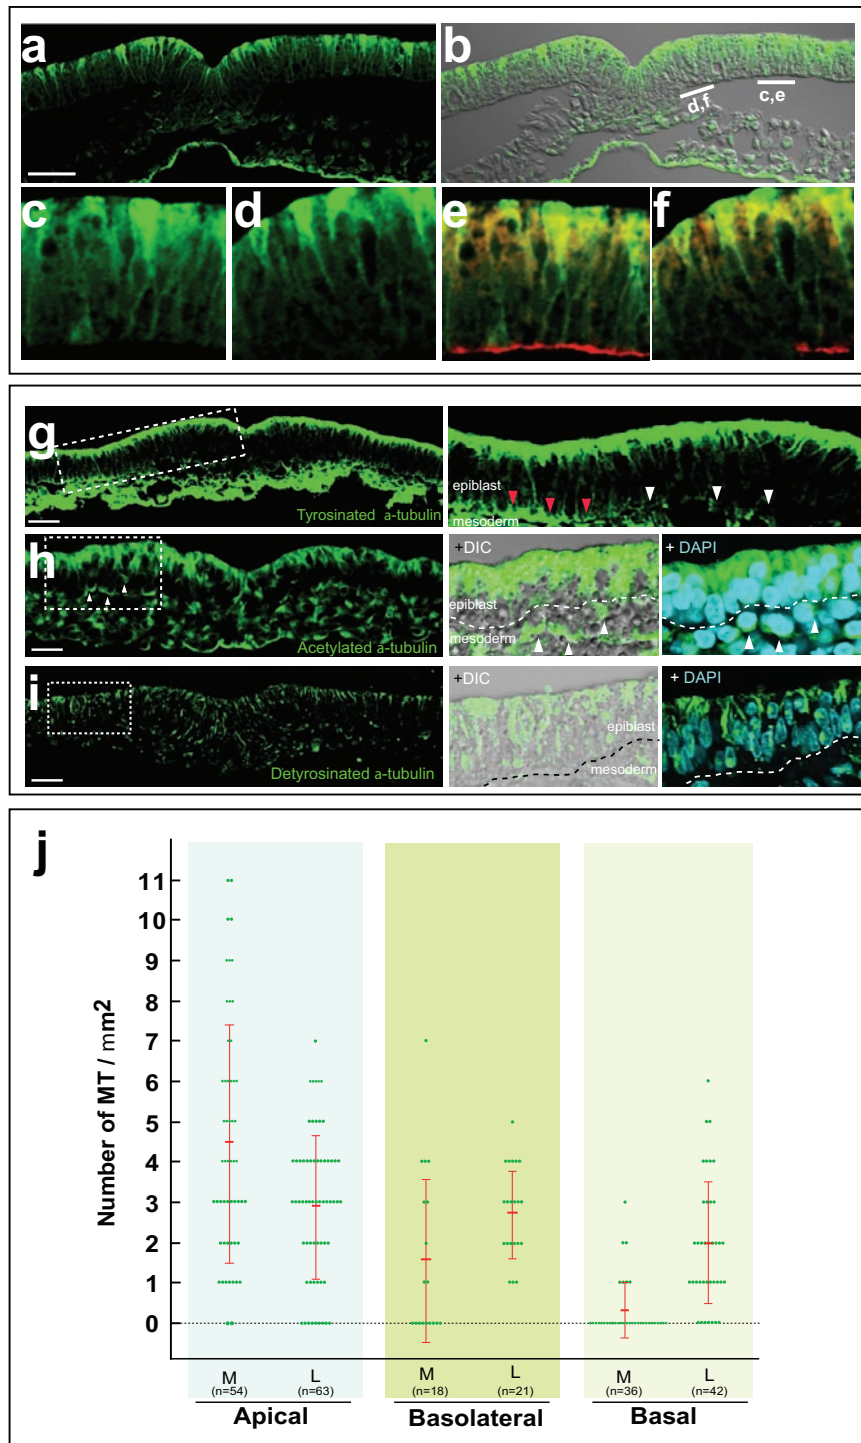 a
b
d,f
c,e
c
d
e
f
g
Tyrosinated a-tubulin
epiblast
mesoderm
h
Acetylated a-tubulin
+DIC
epiblast
mesoderm
+ DAPI
i
Detyrosinated a-tubulin
+DIC
epiblast
mesoderm
+ DAPI
j
Number of MT / mm2
11
10
9
8
7
6
5
4
3
2
1
0
M L M L M L
(n=54) (n=63) (n=18) (n=21) (n=36) (n=42)
Apical Basolateral Basal